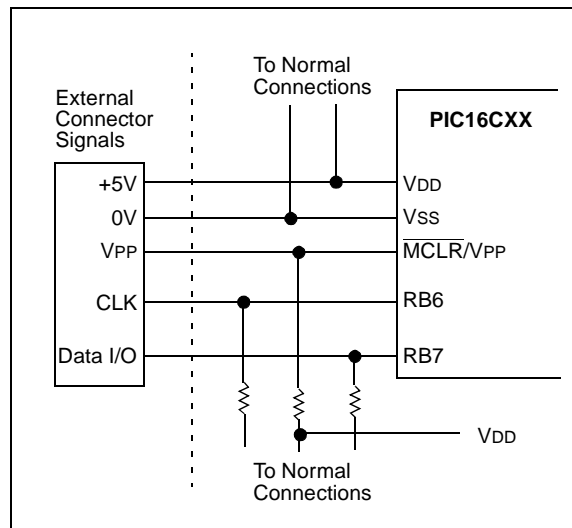 To Normal
Connections
External
Connector
Signals
PIC16CXX
+5V
VDD
0V
VSS
VPP
MCLR/VPP
CLK
RB6
Data I/O
RB7
VDD
To Normal
Connections